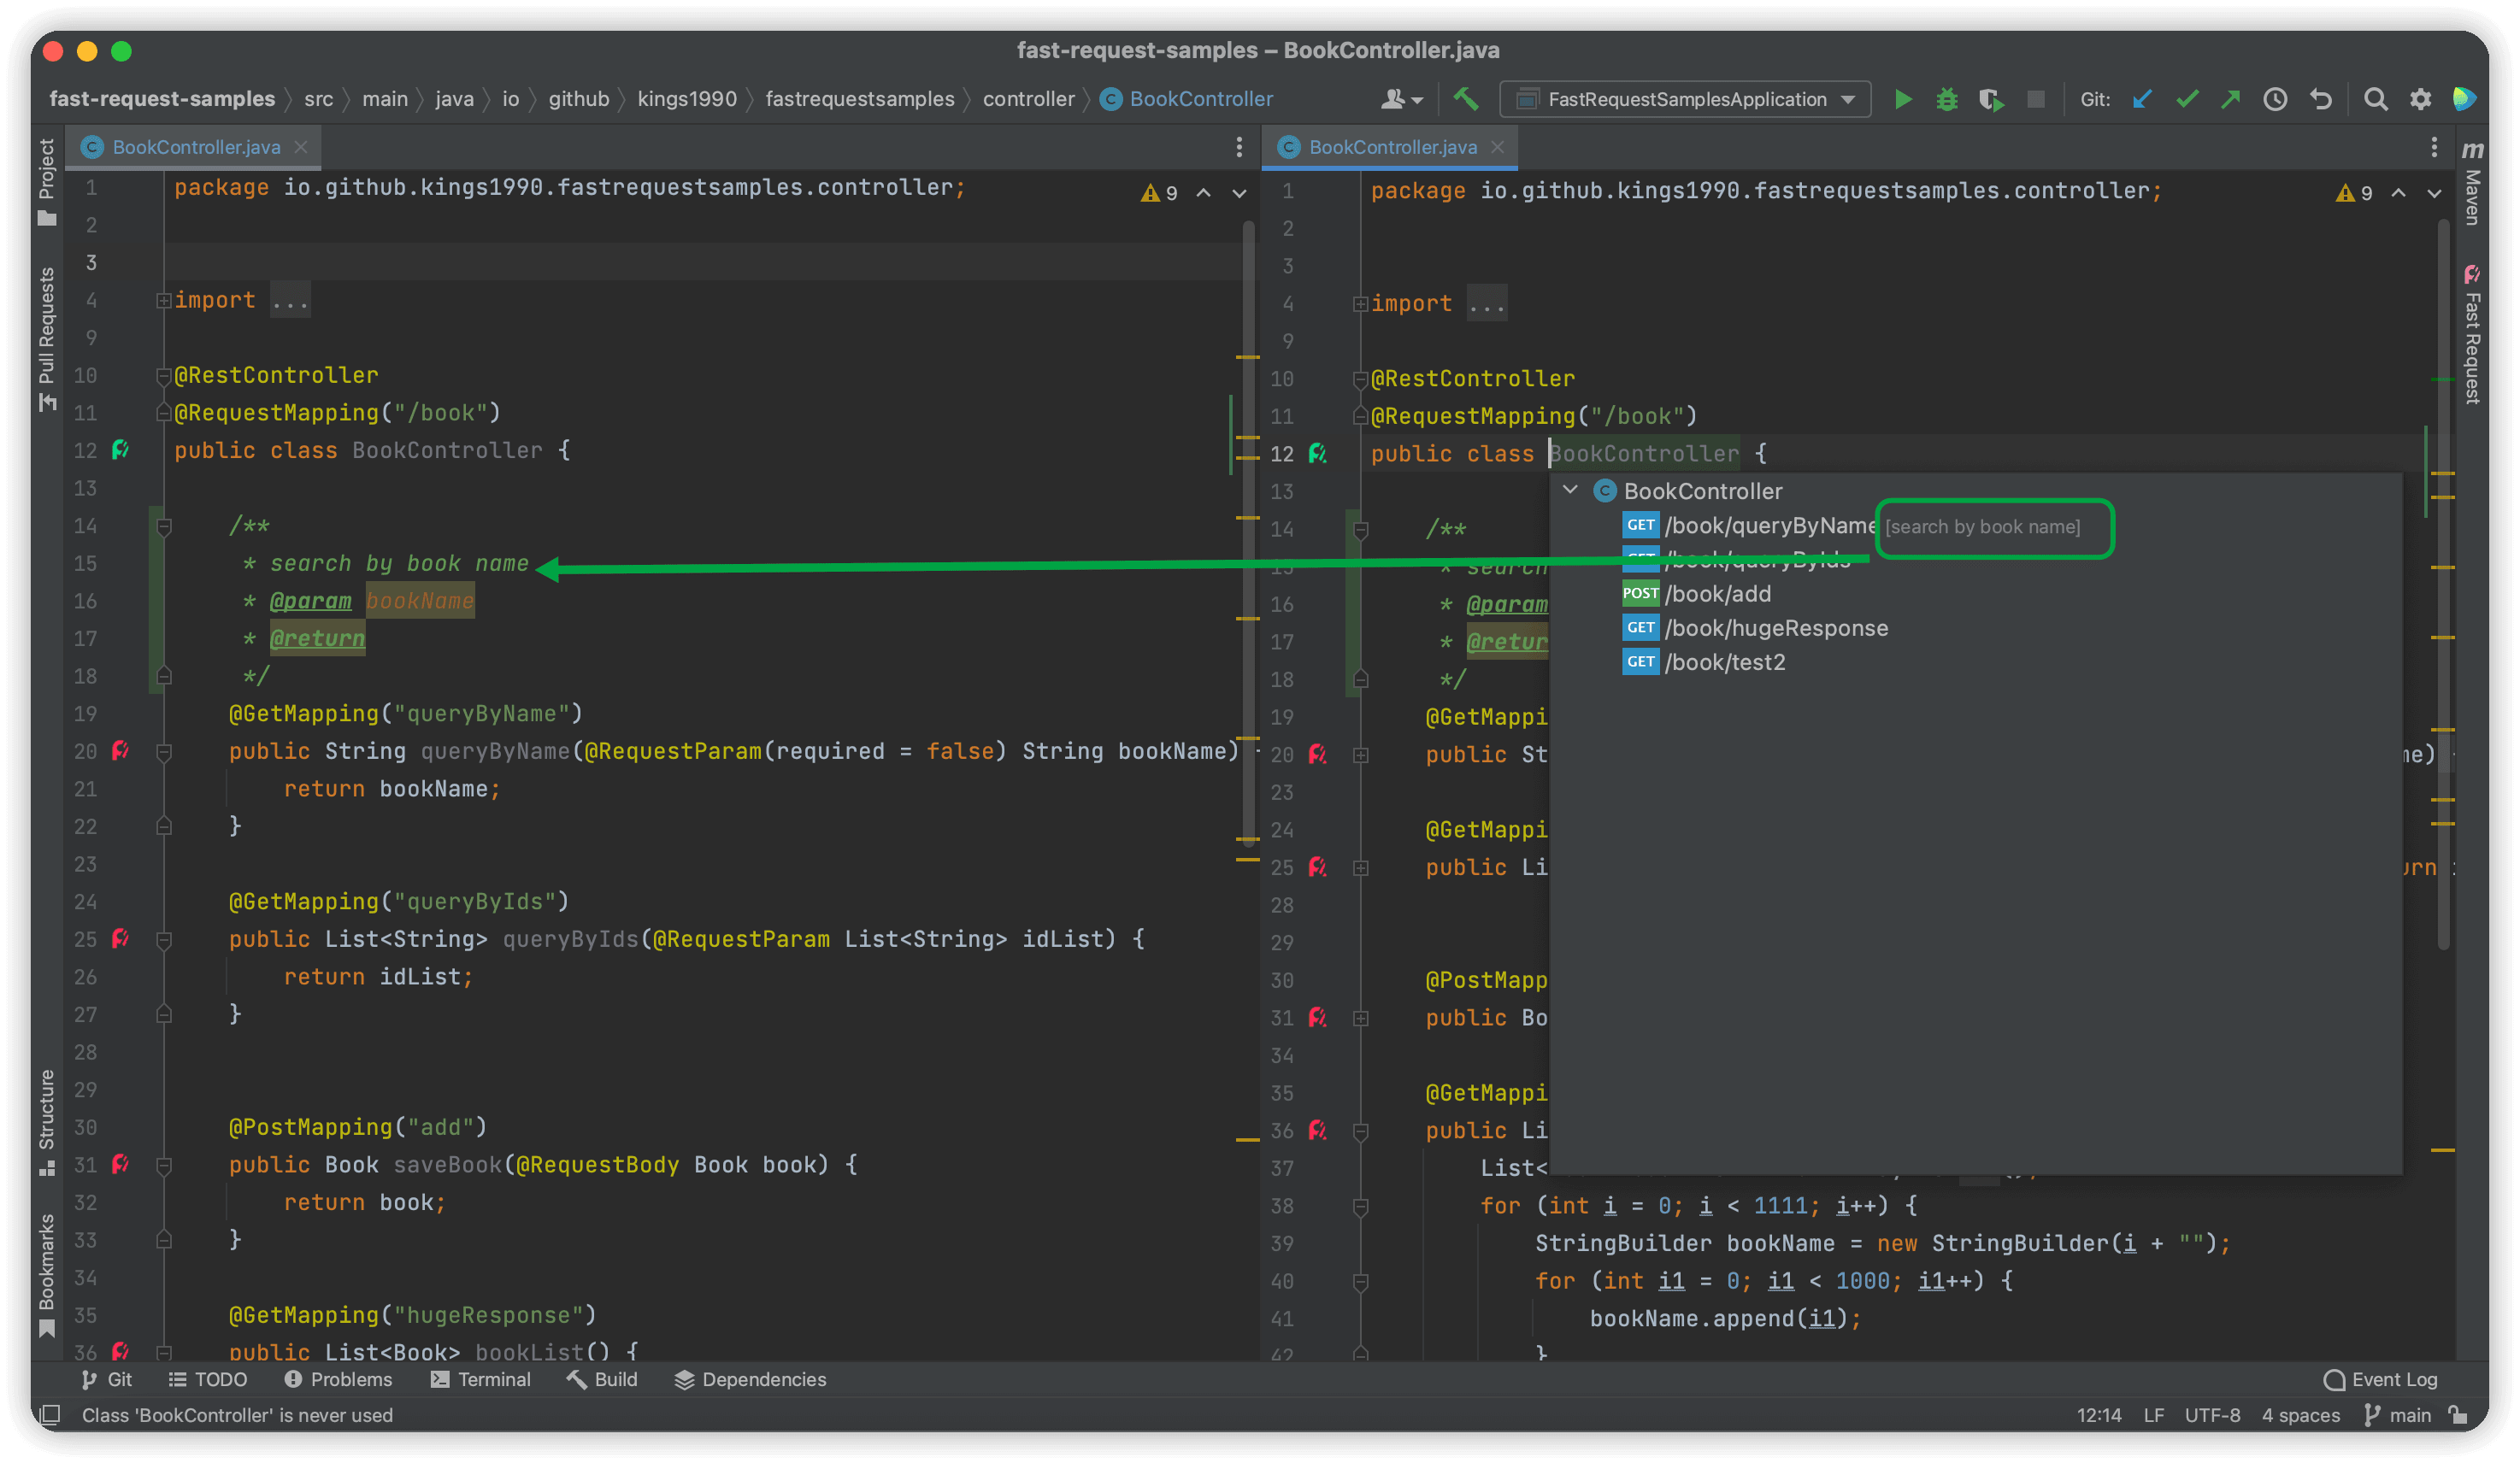 fast-request-samples – BookController.java
fast-request-samples src main java io github kings1990 fastrequestsamples controller BookController
FastRequestSamplesApplication Git:
Project
Pull Requests
Structure
Bookmarks
BookController.java
9
1 package io.github.kings1990.fastrequestsamples.controller;
2
3
4 import ...
9
10 @RestController
11 @RequestMapping("/book")
12 public class BookController {
13
14 /**
15 * search by book name
16 * @param bookName
17 * @return
18 */
19 @GetMapping("queryByName")
20 public String queryByName(@RequestParam(required = false) String bookName)
21 return bookName;
22 }
23
24 @GetMapping("queryByIds")
25 public List<String> queryByIds(@RequestParam List<String> idList) {
26 return idList;
27 }
28
29
30 @PostMapping("add")
31 public Book saveBook(@RequestBody Book book) {
32 return book;
33 }
34
35 @GetMapping("hugeResponse")
36 public List<Book> bookList() {
BookController.java
9
1 package io.github.kings1990.fastrequestsamples.controller;
2
3
4 import ...
9
10 @RestController
11 @RequestMapping("/book")
12 public class BookController {
13
14 /**
15 * search
16 * @param
17 * @retur
18 */
19 @GetMappi
20 public St me)
23
24 @GetMappi
25 public Li urn
28
29
30 @PostMapp
31 public Bo
34
35 @GetMappi
36 public Li
37 List<
38 for (int i = 0; i < 1111; i++) {
39 StringBuilder bookName = new StringBuilder(i + "");
40 for (int i1 = 0; i1 < 1000; i1++) {
41 bookName.append(i1);
42 }
BookController
GET /book/queryByName [search by book name]
GET /book/queryByIds
POST /book/add
GET /book/hugeResponse
GET /book/test2
m
Maven
Fast Request
Git TODO Problems Terminal Build Dependencies Event Log
Class 'BookController' is never used 12:14 LF UTF-8 4 spaces main